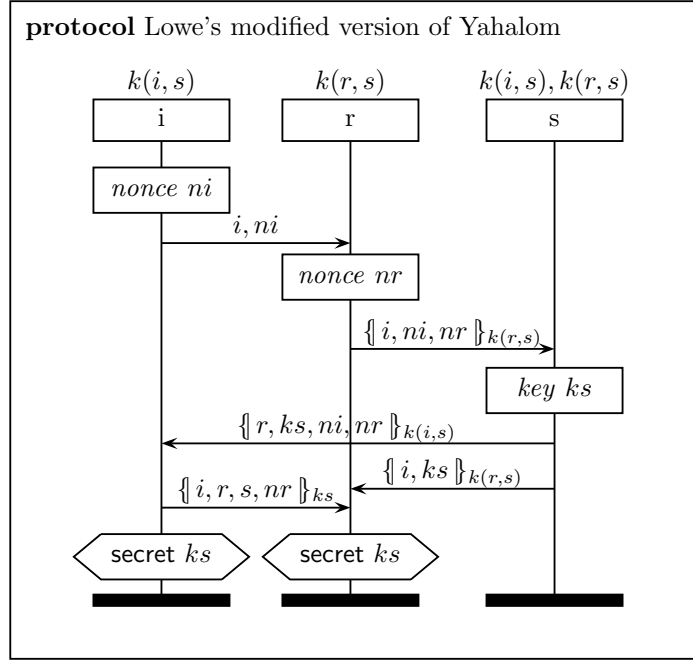 protocol Lowe's modified version of Yahalom
k(i, s) k(r, s) k(i, s), k(r, s)
i r s
nonce ni
i, ni
nonce nr
{| i, ni, nr |}k(r,s)
key ks
{| r, ks, ni, nr |}k(i,s)
{| i, ks |}k(r,s)
{| i, r, s, nr |}ks
secret ks secret ks